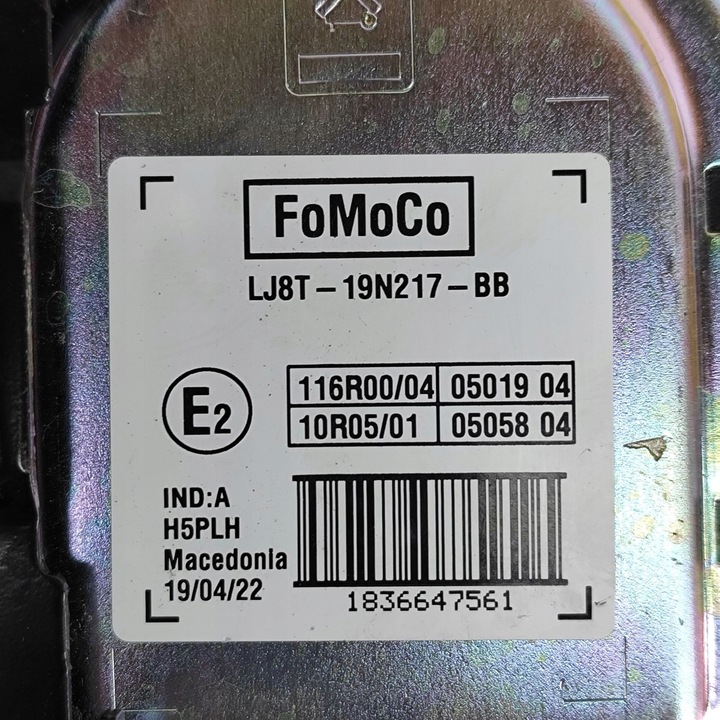 FoMoCo
LJ8T-19N217-BB
E2
116R00/04 05019 04
10R05/01 05058 04
IND:A
H5PLH
Macedonia
19/04/22
1836647561